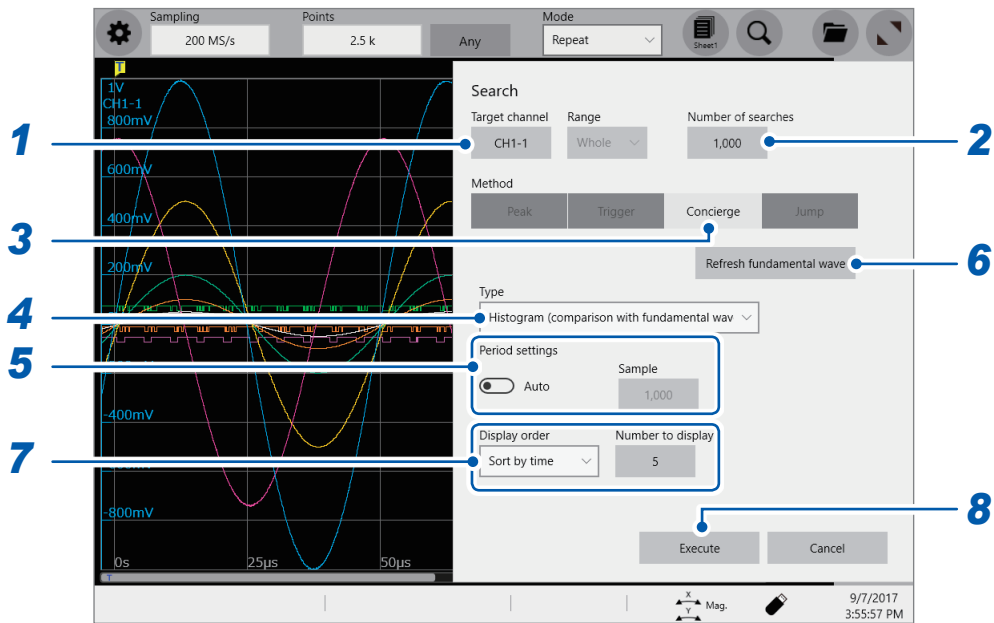 Sampling Points Mode
200 MS/s 2.5 k Any Repeat Sheet1
T
1V
CH1-1
800mV
600mV
400mV
200mV
-400mV
-800mV
0s 25µs 50µs
T
Search
Target channel Range Number of searches
CH1-1 Whole 1,000
Method
Peak Trigger Concierge Jump
Refresh fundamental wave
Type
Histogram (comparison with fundamental wav
Period settings
Auto Sample
1,000
Display order Number to display
Sort by time 5
Execute Cancel
X
Y Mag.
9/7/2017
3:55:57 PM
1
2
3
4
5
6
7
8